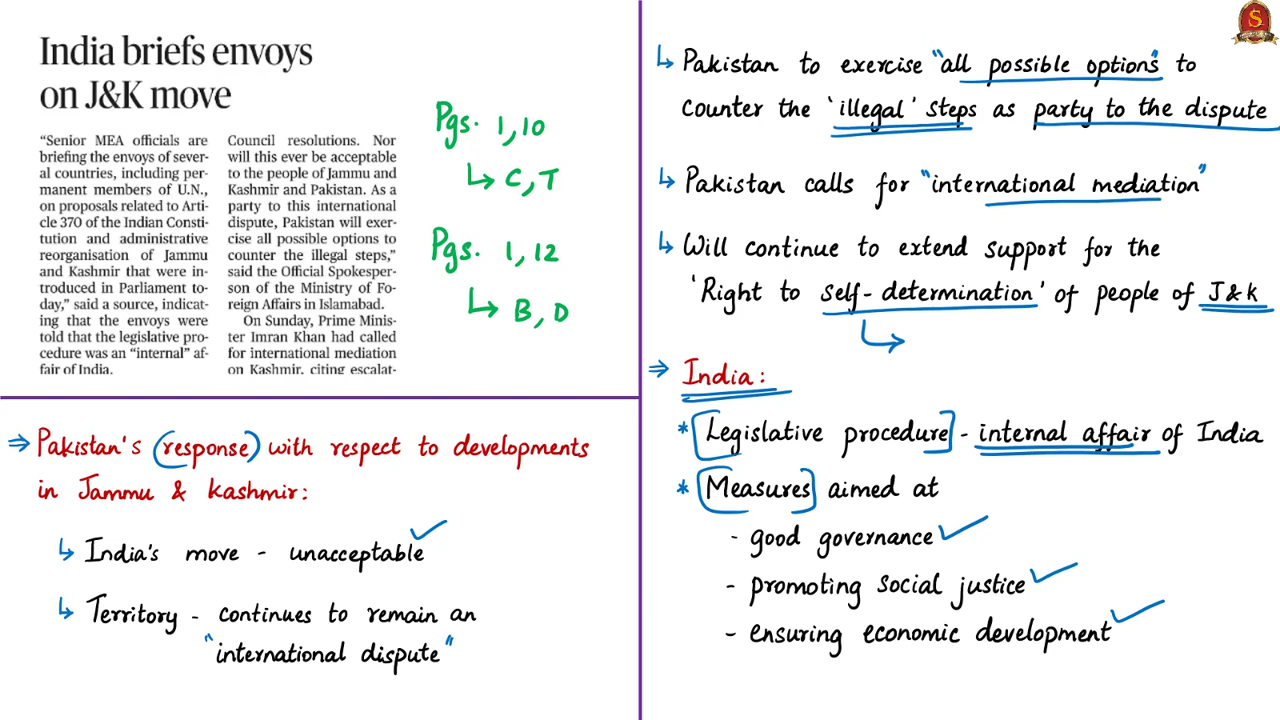 India briefs envoys
on J&K move
"Senior MEA officials are
briefing the envoys of sever-
al countries, including per-
manent members of U.N.,
on proposals related to Arti-
cle 370 of the Indian Consti-
tution and administrative
reorganisation of Jammu
and Kashmir that were in-
troduced in Parliament to-
day," said a source, indicat-
ing that the envoys were
told that the legislative pro-
cedure was an "internal" af-
fair of India.
Council resolutions. Nor
will this ever be acceptable
to the people of Jammu and
Kashmir and Pakistan. As a
party to this international
dispute, Pakistan will exer-
cise all possible options to
counter the illegal steps,"
said the Official Spokesper-
son of the Ministry of Fo-
reign Affairs in Islamabad.
On Sunday, Prime Minis-
ter Imran Khan had called
for international mediation
on Kashmir, citing escalat-
Pgs. 1,10
↳ C, T
Pgs. 1,12
↳ B, D
⇒ Pakistan's (response) with respect to developments
in Jammu & Kashmir:
↳ India's move - unacceptable
↳ Territory - continues to remain an
"international dispute"
↳ Pakistan to exercise "all possible options" to
counter the 'illegal' steps as party to the dispute
↳ Pakistan calls for "international mediation"
↳ Will continue to extend support for the
'Right to self-determination' of people of J&K
⇒ India:
* [Legislative procedure] - internal affair of India
* [Measures] aimed at
- good governance
- promoting social justice
- ensuring economic development